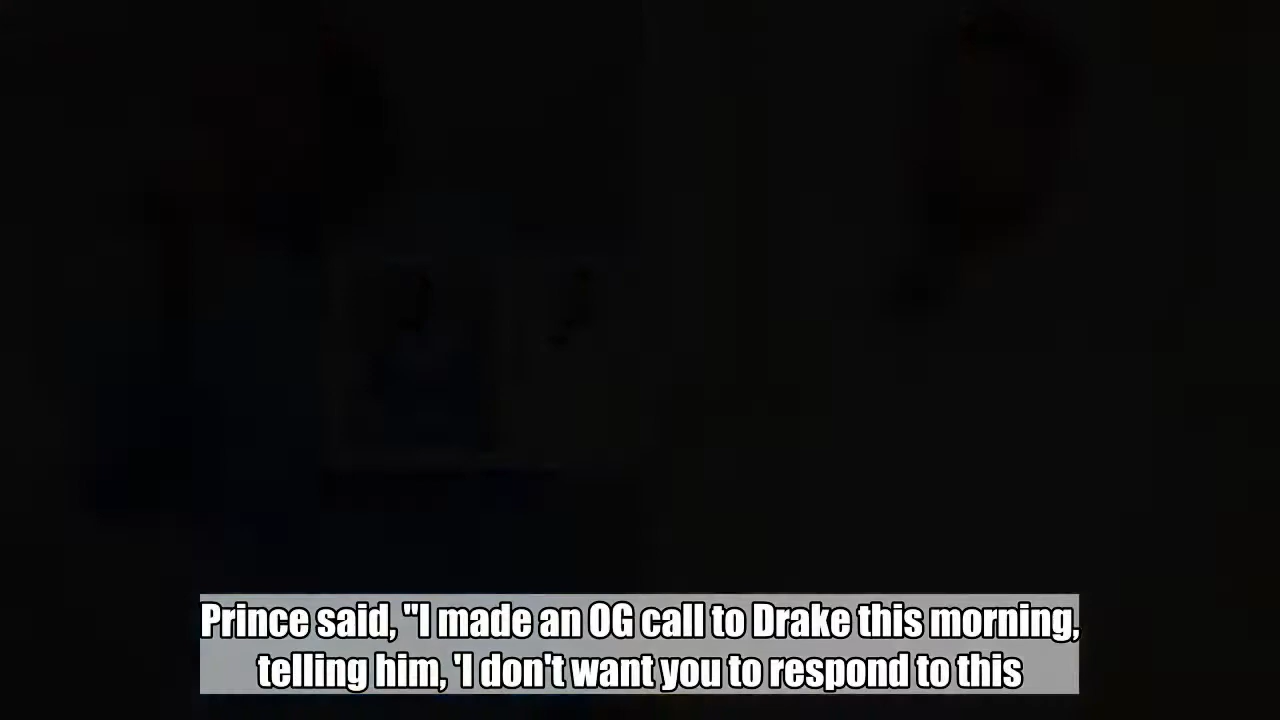 Prince said, "I made an OG call to Drake this morning,
telling him, 'I don't want you to respond to this